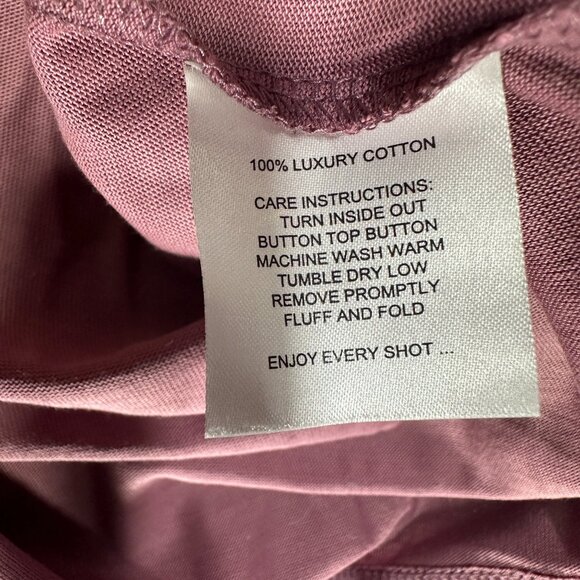 100% LUXURY COTTON
CARE INSTRUCTIONS:
TURN INSIDE OUT
BUTTON TOP BUTTON
MACHINE WASH WARM
TUMBLE DRY LOW
REMOVE PROMPTLY
FLUFF AND FOLD
ENJOY EVERY SHOT ...